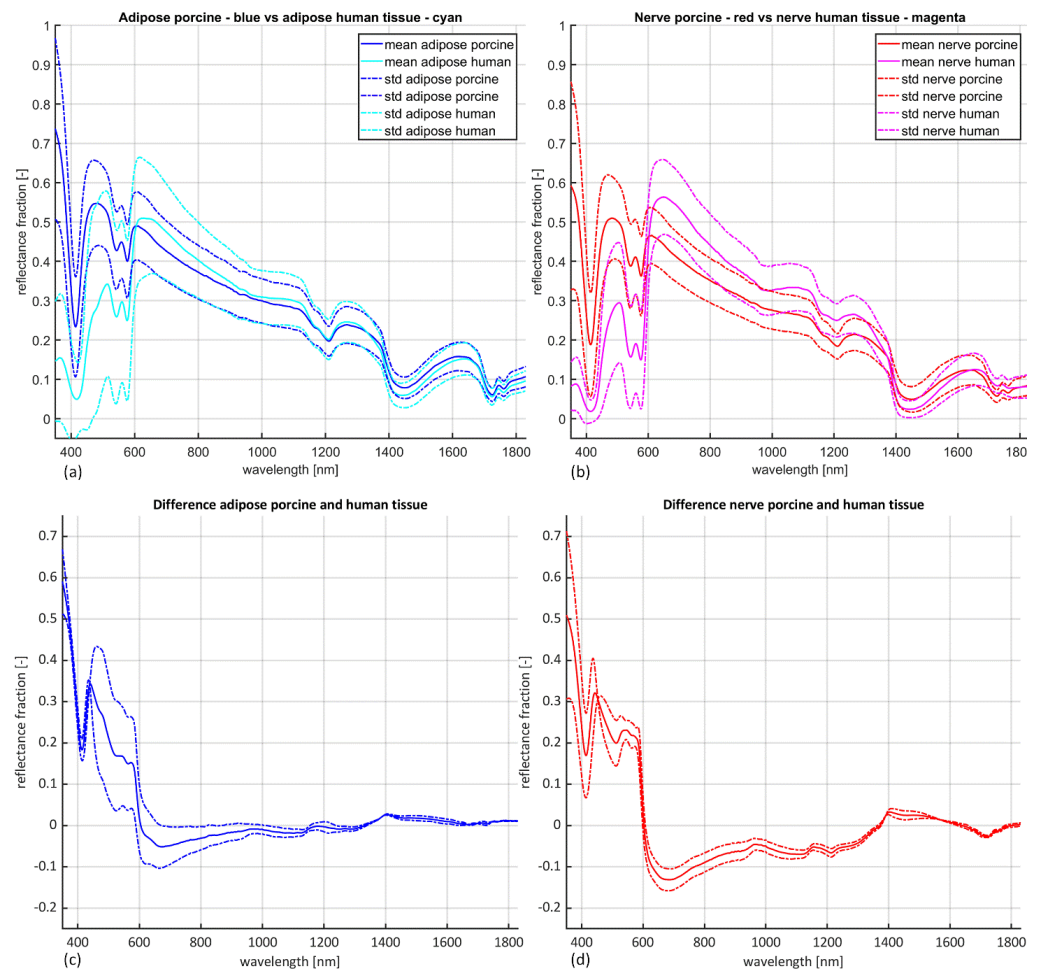 Adipose porcine - blue vs adipose human tissue - cyan
1
0.9
0.8
0.7
0.6
0.5
0.4
0.3
0.2
0.1
0
reflectance fraction [-]
mean adipose porcine
mean adipose human
std adipose porcine
std adipose porcine
std adipose human
std adipose human
400 600 800 1000 1200 1400 1600 1800
wavelength [nm]
(a)
Nerve porcine - red vs nerve human tissue - magenta
1
0.9
0.8
0.7
0.6
0.5
0.4
0.3
0.2
0.1
0
reflectance fraction [-]
mean nerve porcine
mean nerve human
std nerve porcine
std nerve porcine
std nerve human
std nerve human
400 600 800 1000 1200 1400 1600 1800
wavelength [nm]
(b)
Difference adipose porcine and human tissue
0.7
0.6
0.5
0.4
0.3
0.2
0.1
0
-0.1
-0.2
reflectance fraction [-]
400 600 800 1000 1200 1400 1600 1800
wavelength [nm]
(c)
Difference nerve porcine and human tissue
0.7
0.6
0.5
0.4
0.3
0.2
0.1
0
-0.1
-0.2
reflectance fraction [-]
400 600 800 1000 1200 1400 1600 1800
wavelength [nm]
(d)